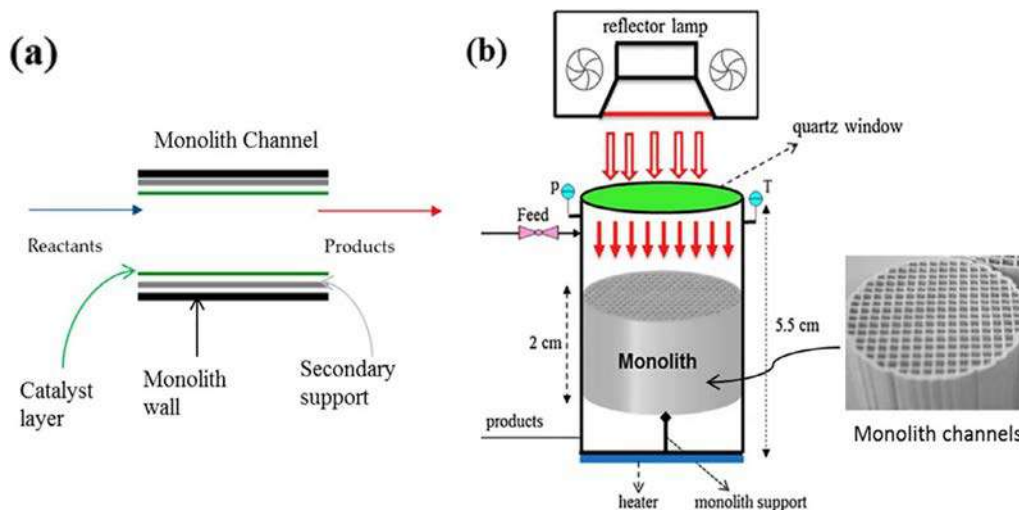 (a)
Monolith Channel
Reactants
Products
Catalyst
layer
Monolith
wall
Secondary
support
(b)
reflector lamp
quartz window
P
T
Feed
2 cm
5.5 cm
Monolith
products
heater
monolith support
Monolith channels